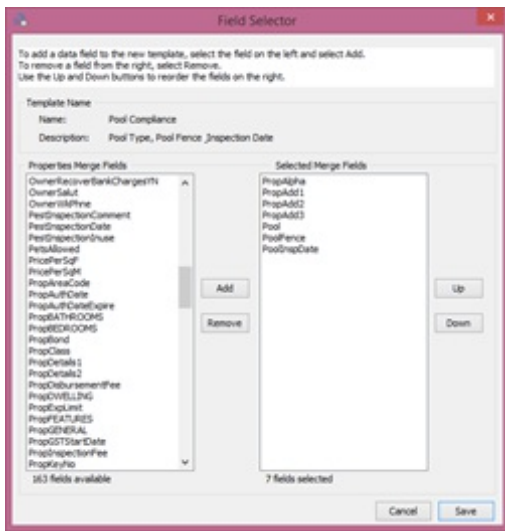 Field Selector
To add a data field to the new template, select the field on the left and select Add.
To remove a field from the right, select Remove.
Use the Up and Down buttons to reorder the fields on the right.
Template Name
Name: Pool Compliance
Description: Pool Type, Pool Fence ,Inspection Date
Properties Merge Fields
OwnerRecoverBankChargesYN
OwnerSalut
OwnerWkPhne
PestInspectionComment
PestInspectionDate
PestInspectionInuse
PetsAllowed
PricePerSqF
PricePerSqM
PropAreaCode
PropAuthDate
PropAuthDateExpire
PropBATHROOMS
PropBEDROOMS
PropBond
PropClass
PropDetails1
PropDetails2
PropDisbursementFee
PropDWELLING
PropExpLimit
PropFEATURES
PropGENERAL
PropGSTStartDate
PropInspectionFee
PropKeyNo
163 fields available
Add
Remove
Selected Merge Fields
PropAlpha
PropAdd1
PropAdd2
PropAdd3
Pool
PoolFence
PoolInspDate
7 fields selected
Up
Down
Cancel
Save